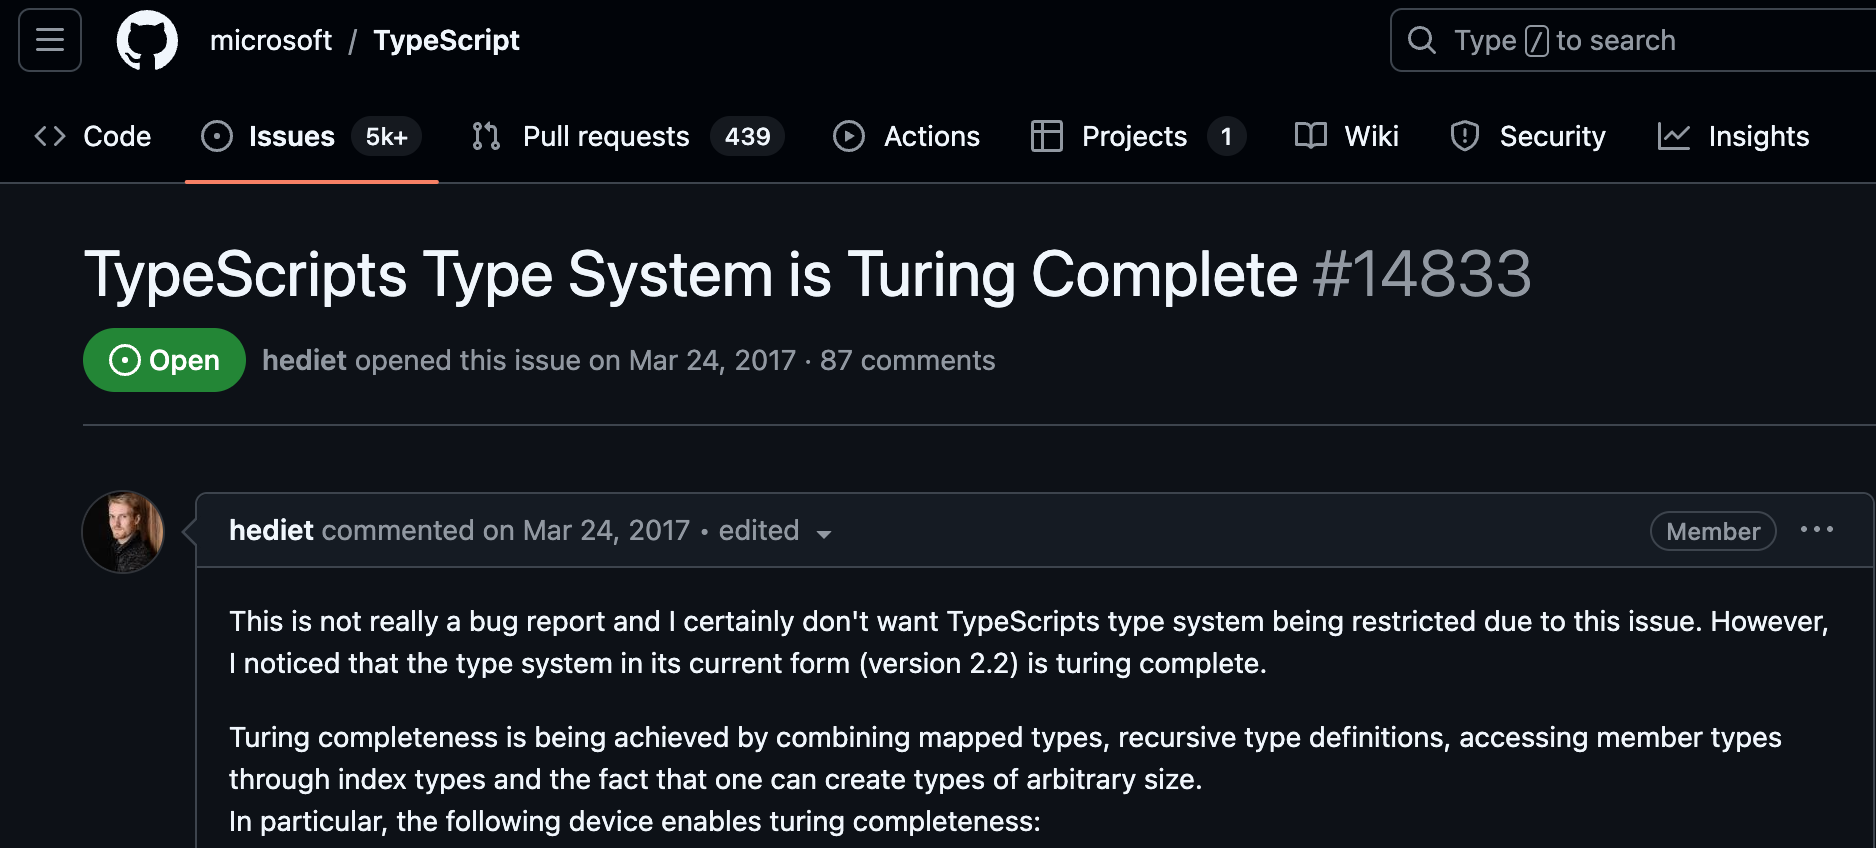 microsoft / TypeScript
Type / to search
Code Issues 5k+ Pull requests 439 Actions Projects 1 Wiki Security Insights
TypeScripts Type System is Turing Complete #14833
Open hediet opened this issue on Mar 24, 2017 · 87 comments
hediet commented on Mar 24, 2017 • edited
Member
This is not really a bug report and I certainly don't want TypeScripts type system being restricted due to this issue. However,
I noticed that the type system in its current form (version 2.2) is turing complete.
Turing completeness is being achieved by combining mapped types, recursive type definitions, accessing member types
through index types and the fact that one can create types of arbitrary size.
In particular, the following device enables turing completeness: